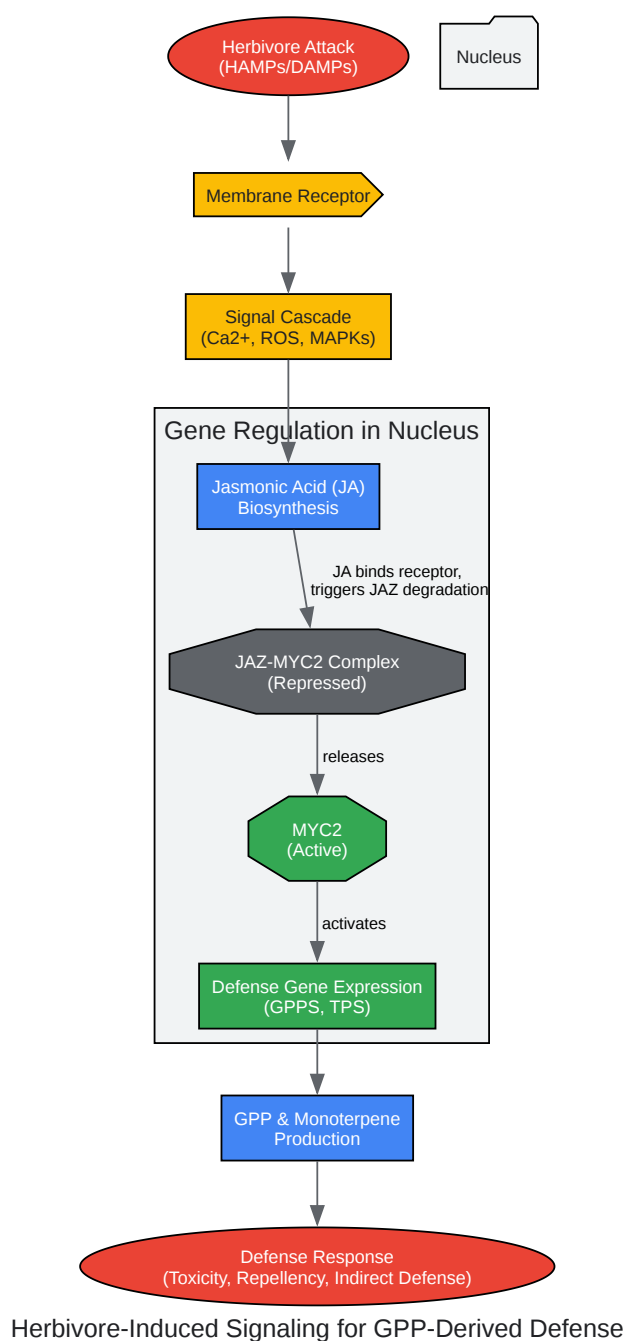 Herbivore Attack
(HAMPs/DAMPs)
Nucleus
Membrane Receptor
Signal Cascade
(Ca2+, ROS, MAPKs)
Gene Regulation in Nucleus
Jasmonic Acid (JA)
Biosynthesis
JA binds receptor,
triggers JAZ degradation
JAZ-MYC2 Complex
(Repressed)
releases
MYC2
(Active)
activates
Defense Gene Expression
(GPPS, TPS)
GPP & Monoterpene
Production
Defense Response
(Toxicity, Repellency, Indirect Defense)
Herbivore-Induced Signaling for GPP-Derived Defense